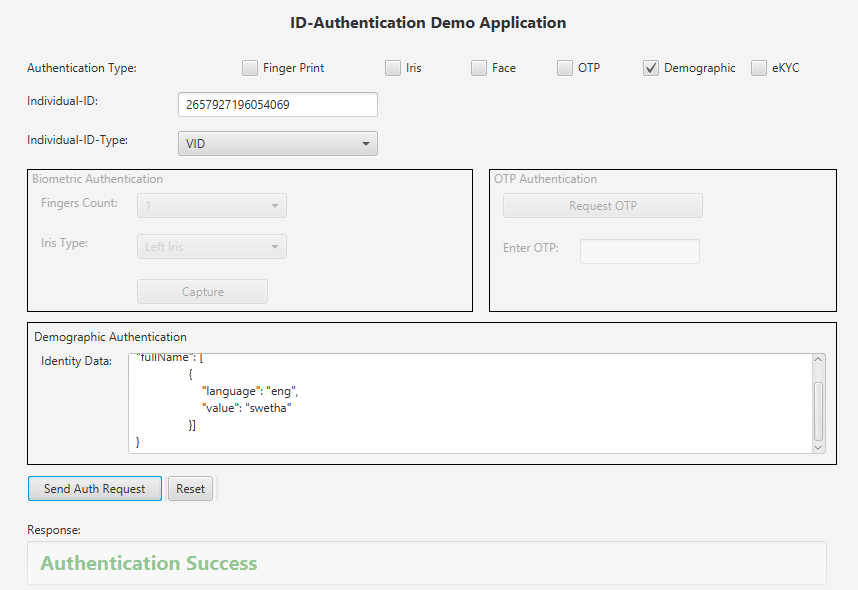 ID-Authentication Demo Application
Authentication Type: Finger Print Iris Face OTP Demographic eKYC
Individual-ID: 2657927196054069
Individual-ID-Type: VID
Biometric Authentication
Fingers Count: 1
Iris Type: Left Iris
Capture
OTP Authentication
Request OTP
Enter OTP:
Demographic Authentication
Identity Data:
"fullName": [
{
"language": "eng",
"value": "swetha"
}]
}
Send Auth Request Reset
Response:
Authentication Success